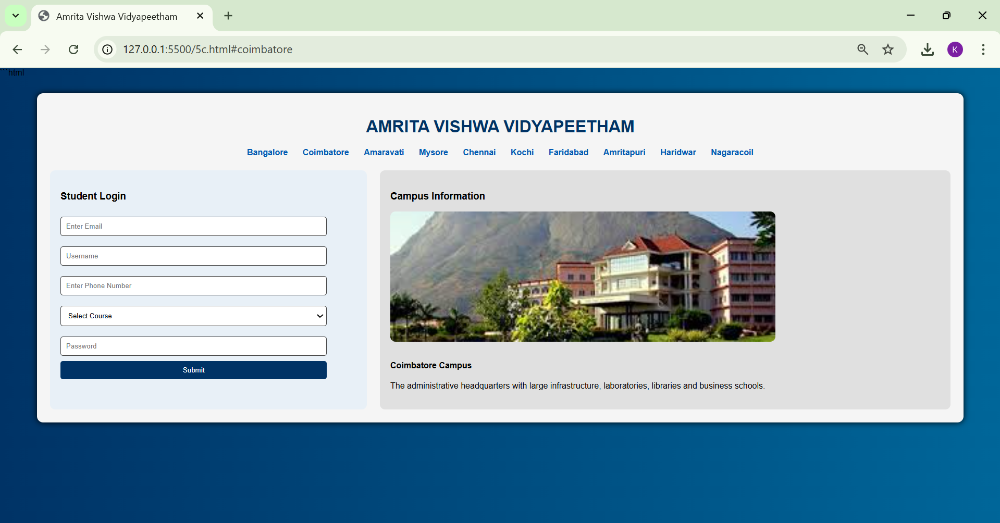 Amrita Vishwa Vidyapeetham
127.0.0.1:5500/5c.html#coimbatore
K
```html
AMRITA VISHWA VIDYAPEETHAM
Bangalore Coimbatore Amaravati Mysore Chennai Kochi Faridabad Amritapuri Haridwar Nagaracoil
Student Login
Enter Email
Username
Enter Phone Number
Select Course
Password
Submit
Campus Information
Coimbatore Campus
The administrative headquarters with large infrastructure, laboratories, libraries and business schools.